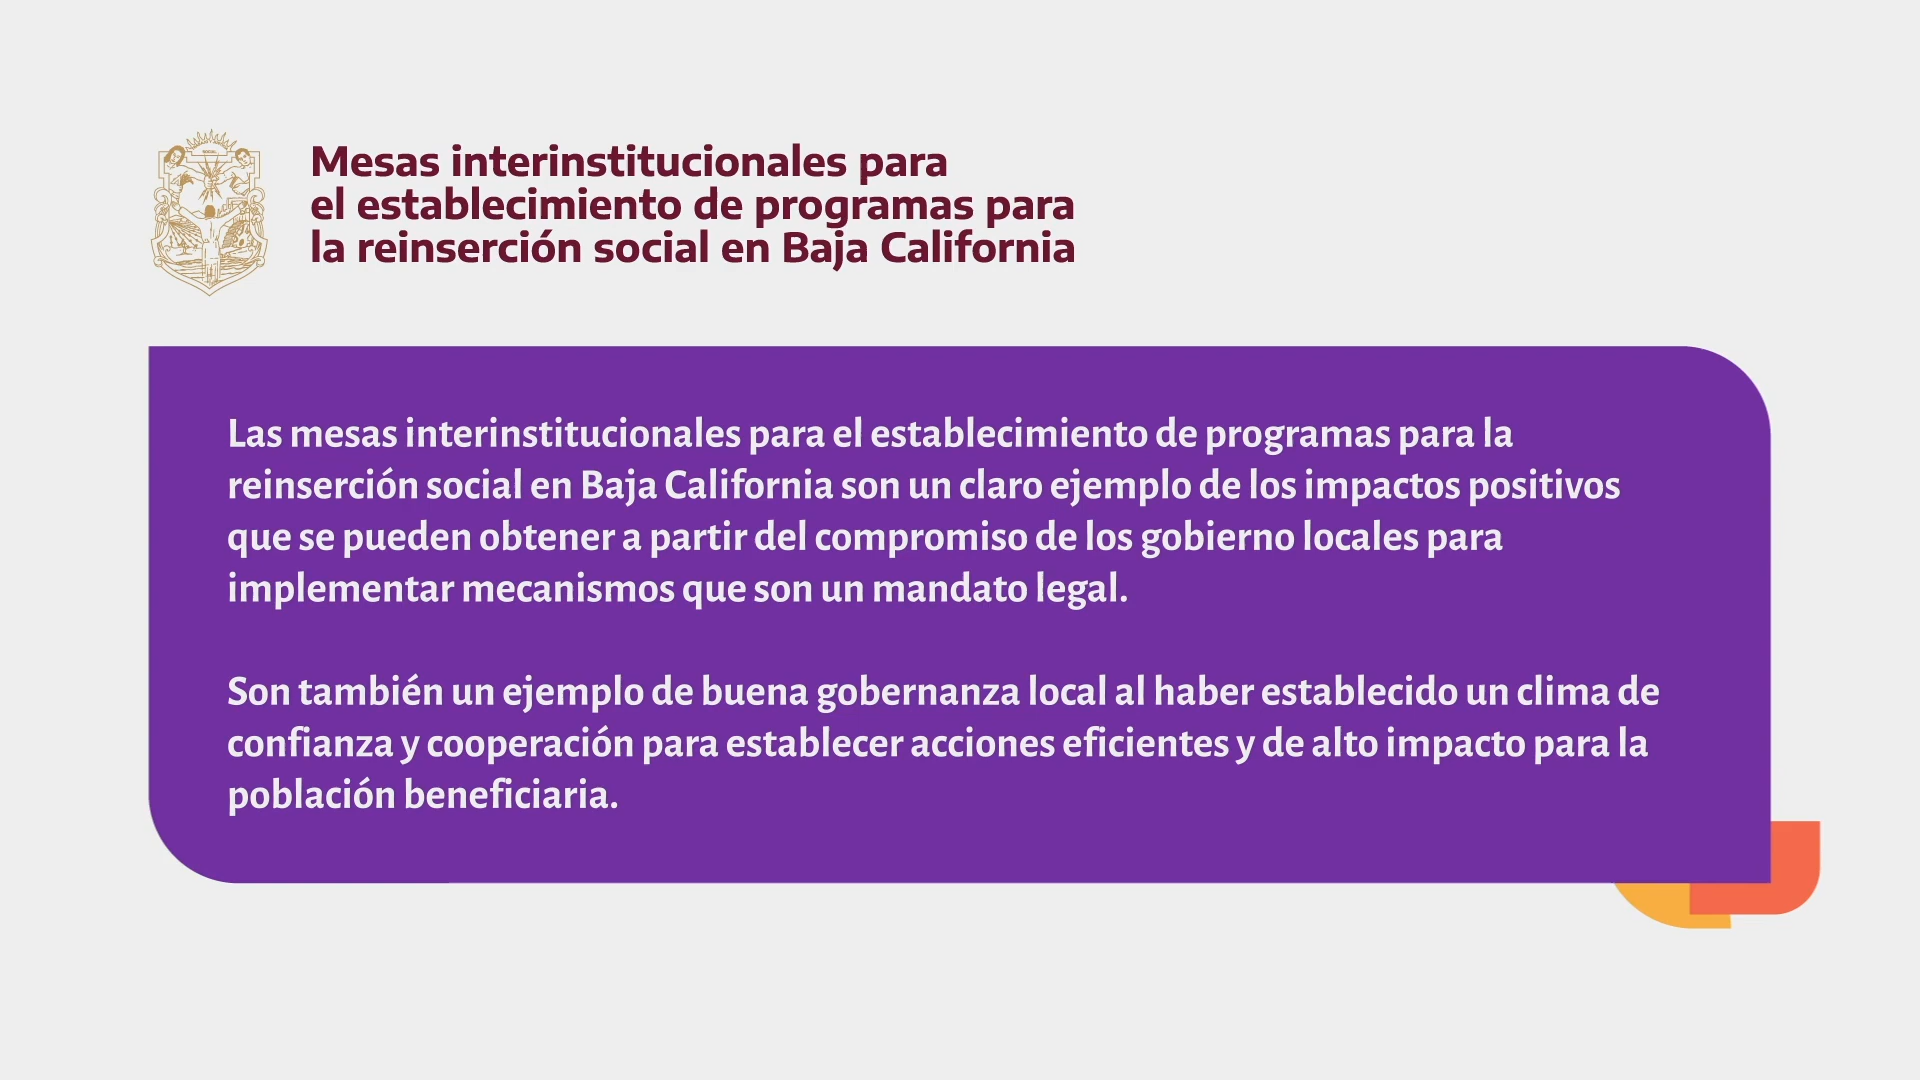 Mesas interinstitucionales para
el establecimiento de programas para
la reinserción social en Baja California
Las mesas interinstitucionales para el establecimiento de programas para la
reinserción social en Baja California son un claro ejemplo de los impactos positivos
que se pueden obtener a partir del compromiso de los gobierno locales para
implementar mecanismos que son un mandato legal.
Son también un ejemplo de buena gobernanza local al haber establecido un clima de
confianza y cooperación para establecer acciones eficientes y de alto impacto para la
población beneficiaria.